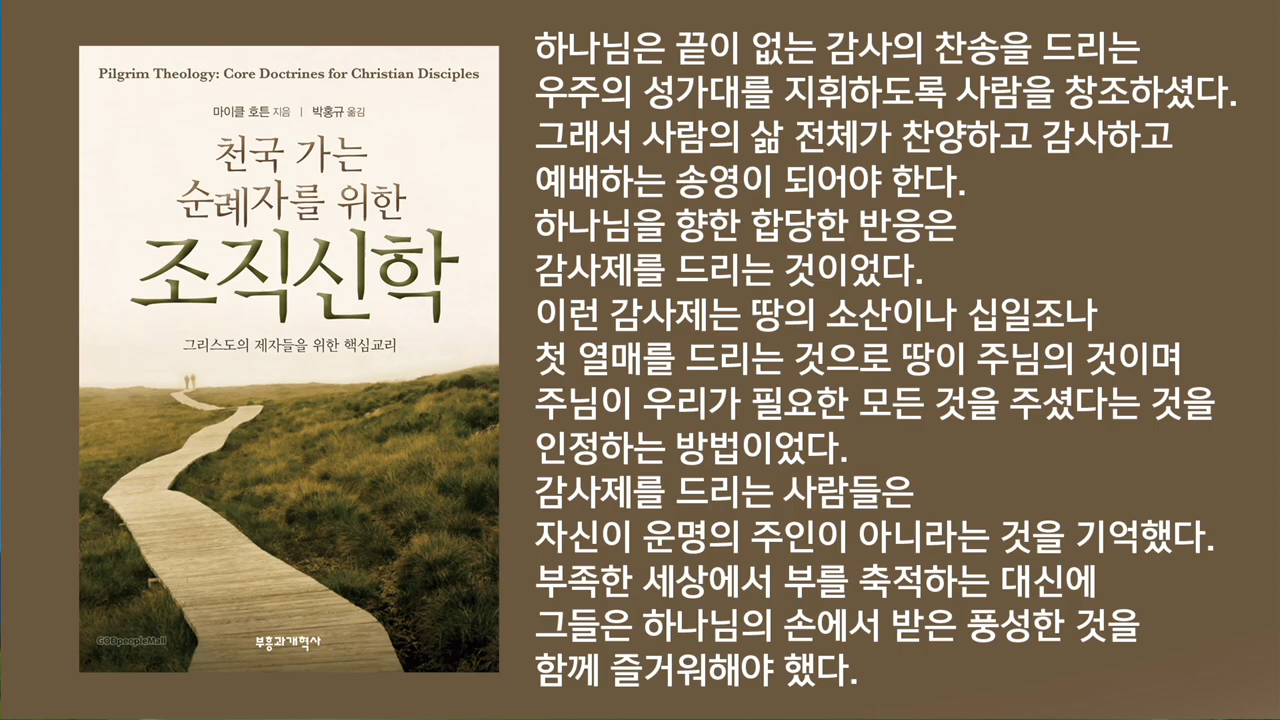 Pilgrim Theology: Core Doctrines for Christian Disciples
마이클 호튼 지음 | 박홍규 옮김
천국 가는
순례자를 위한
조직신학
그리스도의 제자들을 위한 핵심교리
GODpeopleMall
부흥과개혁사
하나님은 끝이 없는 감사의 찬송을 드리는
우주의 성가대를 지휘하도록 사람을 창조하셨다.
그래서 사람의 삶 전체가 찬양하고 감사하고
예배하는 송영이 되어야 한다.
하나님을 향한 합당한 반응은
감사제를 드리는 것이었다.
이런 감사제는 땅의 소산이나 십일조나
첫 열매를 드리는 것으로 땅이 주님의 것이며
주님이 우리가 필요한 모든 것을 주셨다는 것을
인정하는 방법이었다.
감사제를 드리는 사람들은
자신이 운명의 주인이 아니라는 것을 기억했다.
부족한 세상에서 부를 축적하는 대신에
그들은 하나님의 손에서 받은 풍성한 것을
함께 즐거워해야 했다.